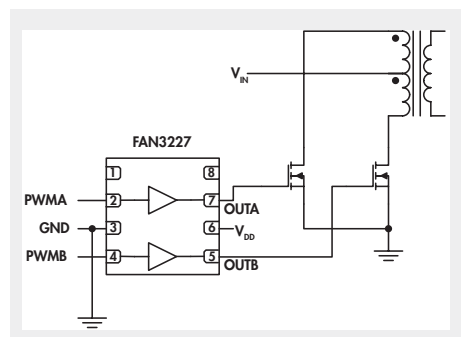 V_IN
FAN3227
1 8
PWMA 2 7 OUTA
GND 3 6 V_DD
PWMB 4 5 OUTB